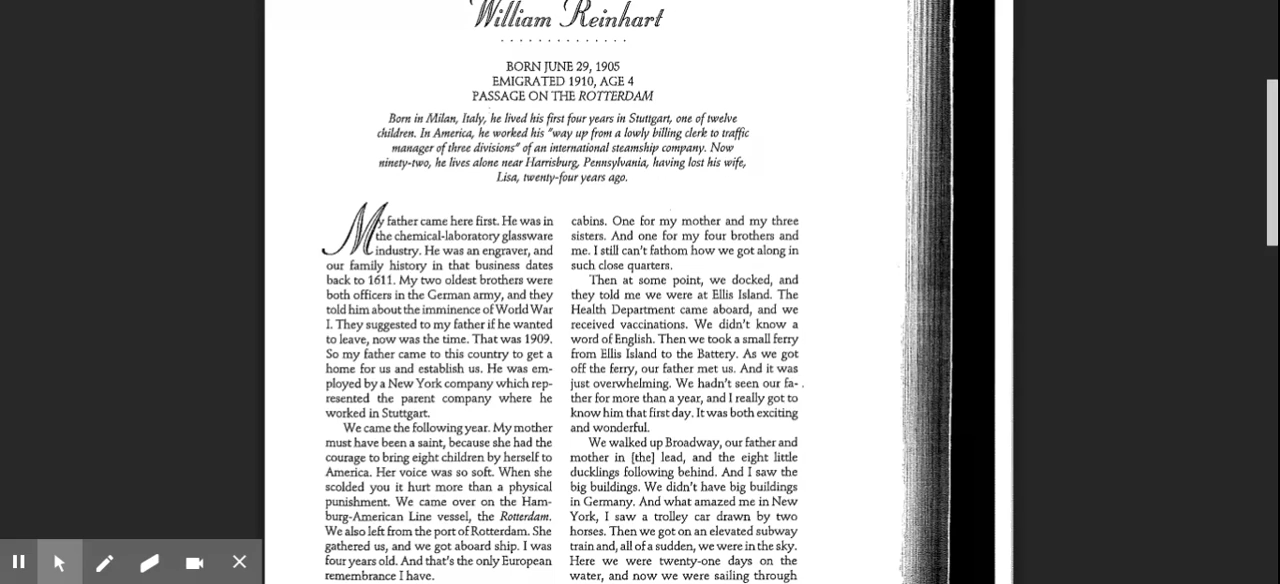 William Reinhart
. . . . . . . . . . . . . .
BORN JUNE 29, 1905
EMIGRATED 1910, AGE 4
PASSAGE ON THE ROTTERDAM
Born in Milan, Italy, he lived his first four years in Stuttgart, one of twelve
children. In America, he worked his "way up from a lowly billing clerk to traffic
manager of three divisions" of an international steamship company. Now
ninety-two, he lives alone near Harrisburg, Pennsylvania, having lost his wife,
Lisa, twenty-four years ago.
My father came here first. He was in
the chemical-laboratory glassware
industry. He was an engraver, and
our family history in that business dates
back to 1611. My two oldest brothers were
both officers in the German army, and they
told him about the imminence of World War
I. They suggested to my father if he wanted
to leave, now was the time. That was 1909.
So my father came to this country to get a
home for us and establish us. He was em-
ployed by a New York company which rep-
resented the parent company where he
worked in Stuttgart.
We came the following year. My mother
must have been a saint, because she had the
courage to bring eight children by herself to
America. Her voice was so soft. When she
scolded you it hurt more than a physical
punishment. We came over on the Ham-
burg-American Line vessel, the Rotterdam.
We also left from the port of Rotterdam. She
gathered us, and we got aboard ship. I was
four years old. And that's the only European
remembrance I have.
cabins. One for my mother and my three
sisters. And one for my four brothers and
me. I still can't fathom how we got along in
such close quarters.
Then at some point, we docked, and
they told me we were at Ellis Island. The
Health Department came aboard, and we
received vaccinations. We didn't know a
word of English. Then we took a small ferry
from Ellis Island to the Battery. As we got
off the ferry, our father met us. And it was
just overwhelming. We hadn't seen our fa-
ther for more than a year, and I really got to
know him that first day. It was both exciting
and wonderful.
We walked up Broadway, our father and
mother in [the] lead, and the eight little
ducklings following behind. And I saw the
big buildings. We didn't have big buildings
in Germany. And what amazed me in New
York, I saw a trolley car drawn by two
horses. Then we got on an elevated subway
train and, all of a sudden, we were in the sky.
Here we were twenty-one days on the
water, and now we were sailing through